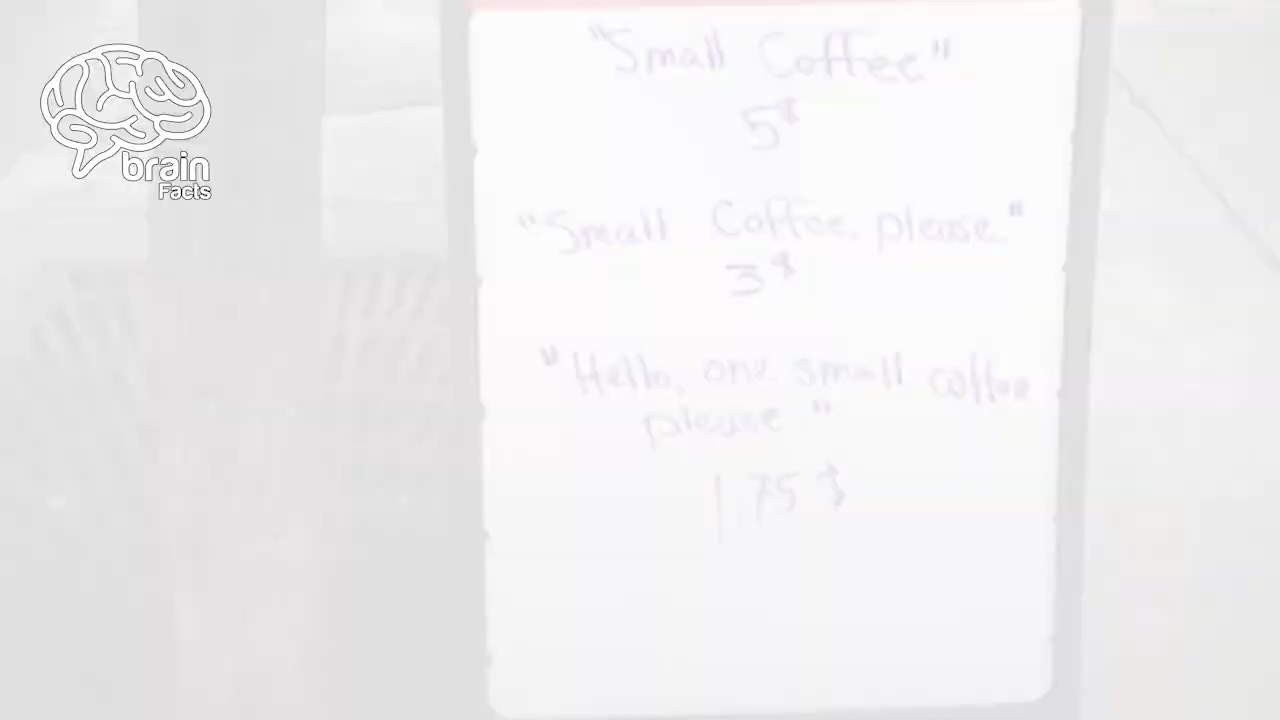 brain
Facts
"Small Coffee"
5$
"Small Coffee, please"
3$
"Hello, one small coffee
please."
1.75 $